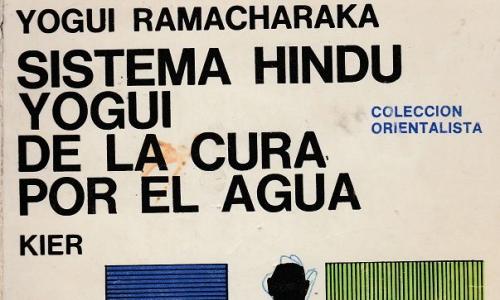 YOGUI RAMACHARAKA
SISTEMA HINDU
YOGUI
DE LA CURA
POR EL AGUA
COLECCION
ORIENTALISTA
KIER